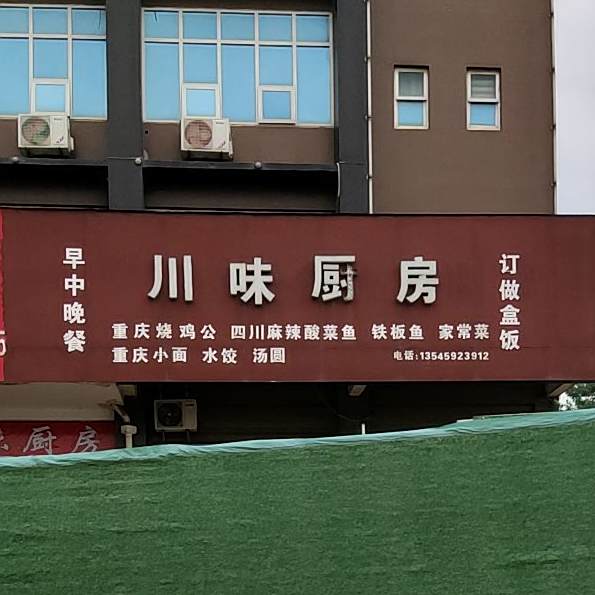 早中晚餐
川味厨房
重庆烧鸡公 四川麻辣酸菜鱼 铁板鱼 家常菜
重庆小面 水饺 汤圆
电话:13545923912
订做盒饭
厨房